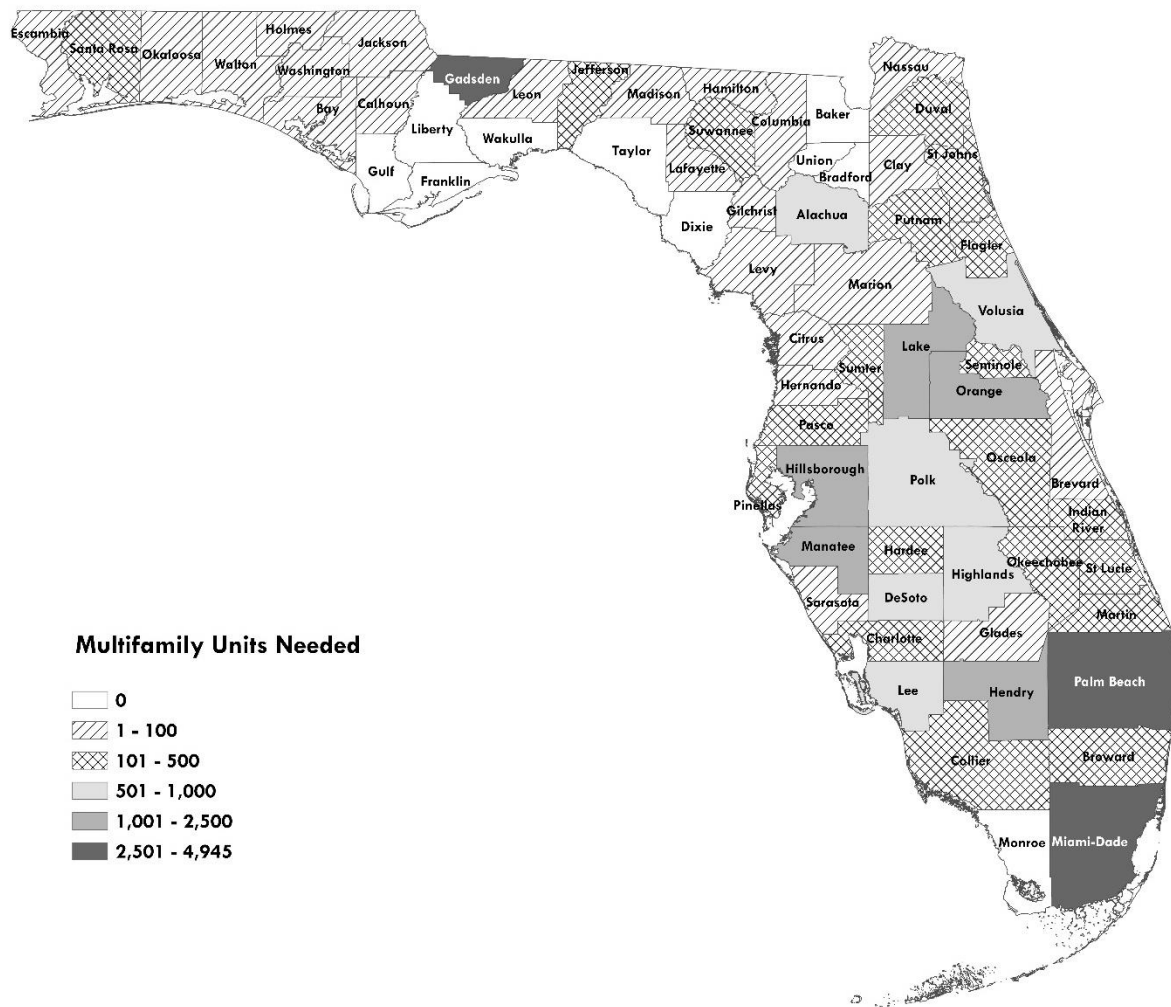 Escambia
Santa Rosa
Okaloosa
Walton
Holmes
Washington
Jackson
Bay
Calhoun
Gulf
Liberty
Gadsden
Franklin
Wakulla
Leon
Jefferson
Madison
Taylor
Hamilton
Suwannee
Lafayette
Dixie
Columbia
Gilchrist
Baker
Union
Bradford
Alachua
Levy
Nassau
Duval
Clay
St Johns
Putnam
Flagler
Marion
Volusia
Citrus
Sumter
Lake
Seminole
Hernando
Orange
Pasco
Hillsborough
Polk
Osceola
Brevard
Pinellas
Indian
River
Manatee
Hardee
Highlands
Okeechobee
St Lucie
Sarasota
DeSoto
Martin
Charlotte
Glades
Lee
Hendry
Palm Beach
Collier
Broward
Monroe
Miami-Dade
Multifamily Units Needed
0
1 - 100
101 - 500
501 - 1,000
1,001 - 2,500
2,501 - 4,945